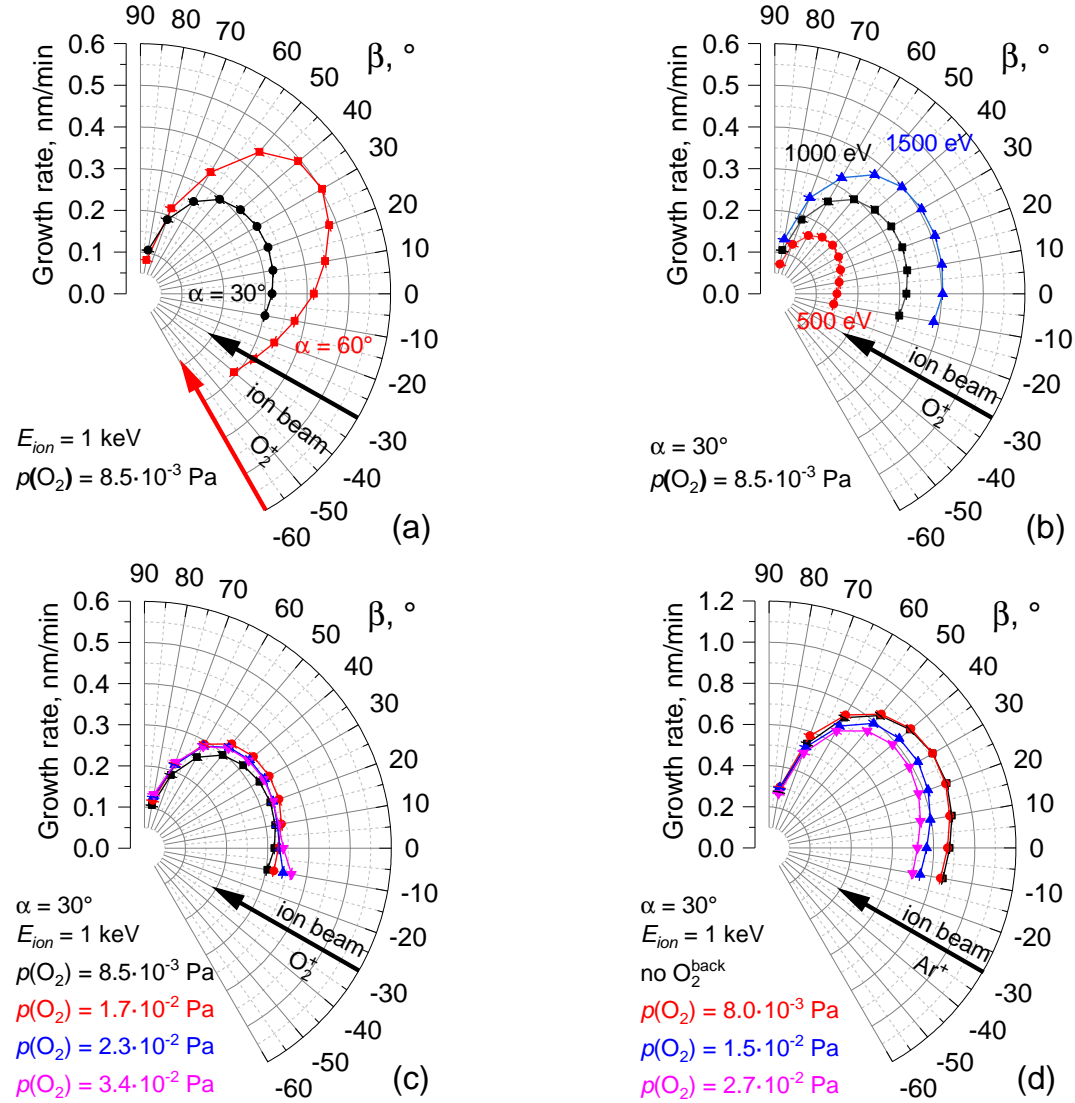 90
80
70
60
50
40
30
20
10
0
-10
-20
-30
-40
-50
-60
β, °
0.6
0.5
0.4
0.3
0.2
0.1
0.0
Growth rate, nm/min
α = 30°
α = 60°
ion beam
O₂⁺
E_ion = 1 keV
p(O₂) = 8.5·10⁻³ Pa
(a)
90
80
70
60
50
40
30
20
10
0
-10
-20
-30
-40
-50
-60
β, °
0.6
0.5
0.4
0.3
0.2
0.1
0.0
Growth rate, nm/min
1000 eV
1500 eV
500 eV
ion beam
O₂⁺
α = 30°
p(O₂) = 8.5·10⁻³ Pa
(b)
90
80
70
60
50
40
30
20
10
0
-10
-20
-30
-40
-50
-60
β, °
0.6
0.5
0.4
0.3
0.2
0.1
0.0
Growth rate, nm/min
ion beam
O₂⁺
α = 30°
E_ion = 1 keV
p(O₂) = 8.5·10⁻³ Pa
p(O₂) = 1.7·10⁻² Pa
p(O₂) = 2.3·10⁻² Pa
p(O₂) = 3.4·10⁻² Pa
(c)
90
80
70
60
50
40
30
20
10
0
-10
-20
-30
-40
-50
-60
β, °
1.2
1.0
0.8
0.6
0.4
0.2
0.0
Growth rate, nm/min
ion beam
Ar⁺
α = 30°
E_ion = 1 keV
no O₂^back
p(O₂) = 8.0·10⁻³ Pa
p(O₂) = 1.5·10⁻² Pa
p(O₂) = 2.7·10⁻² Pa
(d)